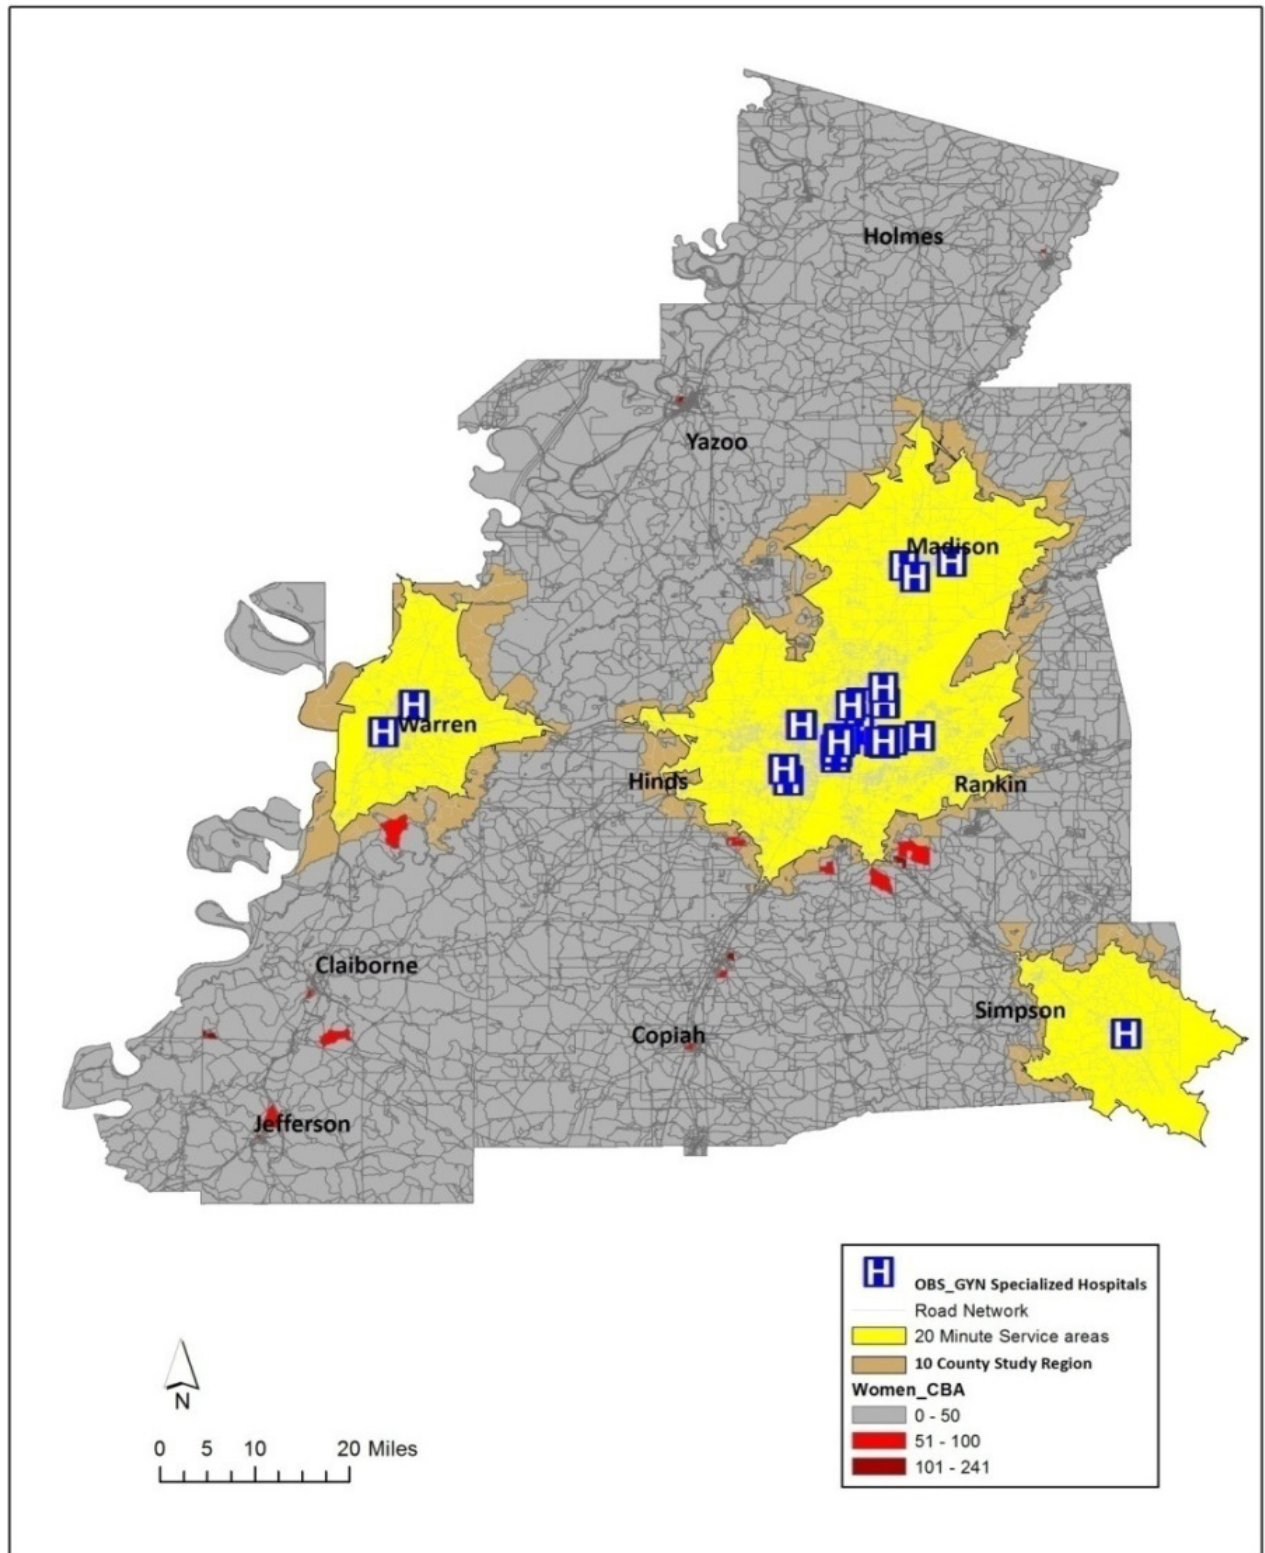 Holmes
Yazoo
Madison
H
H
H
H
H
H
Warren
H
H
H
H
H
H
H
Hinds
Rankin
H
H
Claiborne
Simpson
Copiah
H
Jefferson
H OBS_GYN Specialized Hospitals
Road Network
20 Minute Service areas
10 County Study Region
Women_CBA
0 - 50
51 - 100
101 - 241
N
0 5 10 20 Miles